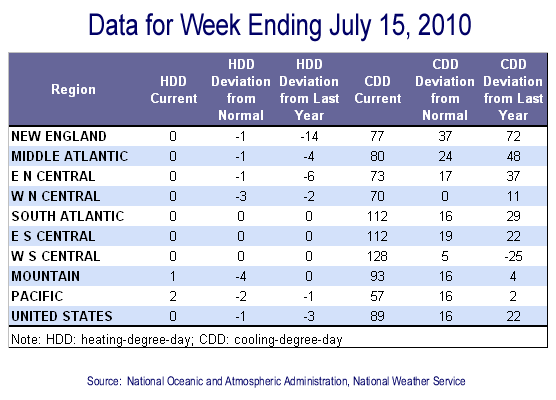 Data for Week Ending July 15, 2010
Region HDD Current HDD Deviation from Normal HDD Deviation from Last Year CDD Current CDD Deviation from Normal CDD Deviation from Last Year
NEW ENGLAND 0 -1 -14 77 37 72
MIDDLE ATLANTIC 0 -1 -4 80 24 48
E N CENTRAL 0 -1 -6 73 17 37
W N CENTRAL 0 -3 -2 70 0 11
SOUTH ATLANTIC 0 0 0 112 16 29
E S CENTRAL 0 0 0 112 19 22
W S CENTRAL 0 0 0 128 5 -25
MOUNTAIN 1 -4 0 93 16 4
PACIFIC 2 -2 -1 57 16 2
UNITED STATES 0 -1 -3 89 16 22
Note: HDD: heating-degree-day; CDD: cooling-degree-day
Source: National Oceanic and Atmospheric Administration, National Weather Service